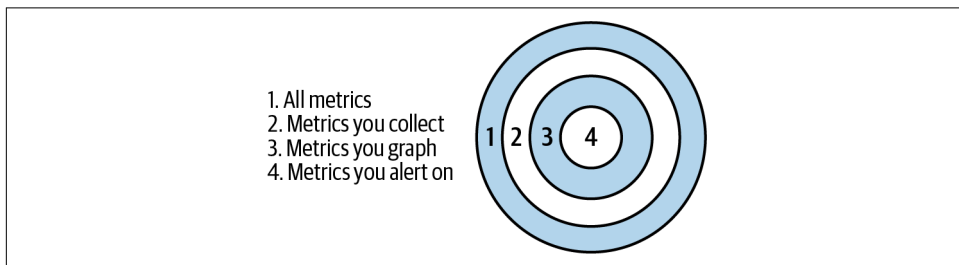 1. All metrics
2. Metrics you collect
3. Metrics you graph
4. Metrics you alert on
1 2 3 4